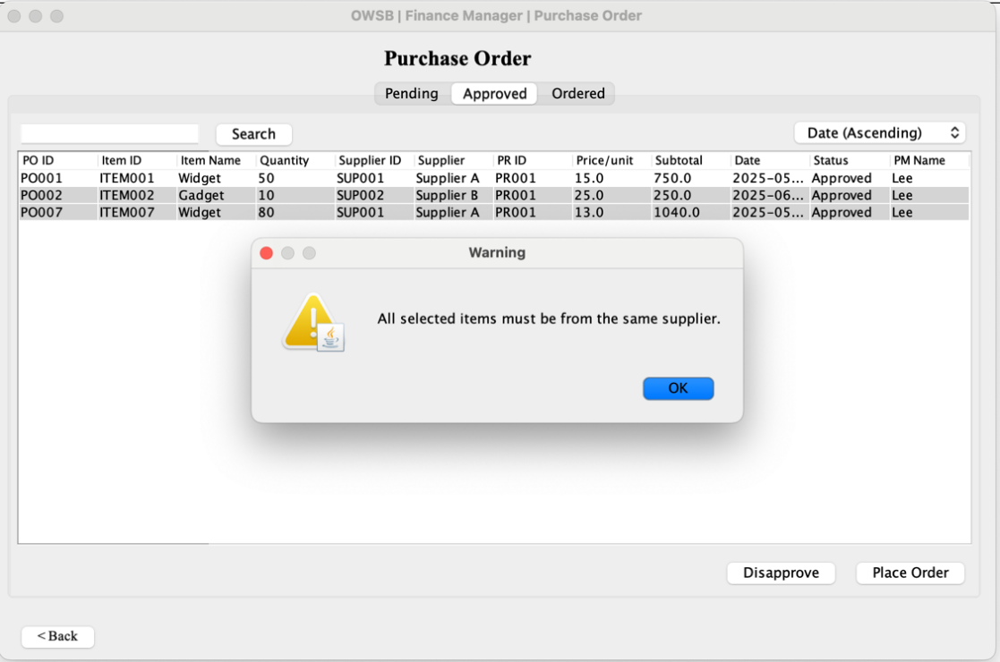 OWSB | Finance Manager | Purchase Order
Purchase Order
Pending Approved Ordered
Search Date (Ascending)
PO ID Item ID Item Name Quantity Supplier ID Supplier PR ID Price/unit Subtotal Date Status PM Name
PO001 ITEM001 Widget 50 SUP001 Supplier A PR001 15.0 750.0 2025-05... Approved Lee
PO002 ITEM002 Gadget 10 SUP002 Supplier B PR001 25.0 250.0 2025-06... Approved Lee
PO007 ITEM007 Widget 80 SUP001 Supplier A PR001 13.0 1040.0 2025-05... Approved Lee
Warning
All selected items must be from the same supplier.
OK
Disapprove Place Order
< Back